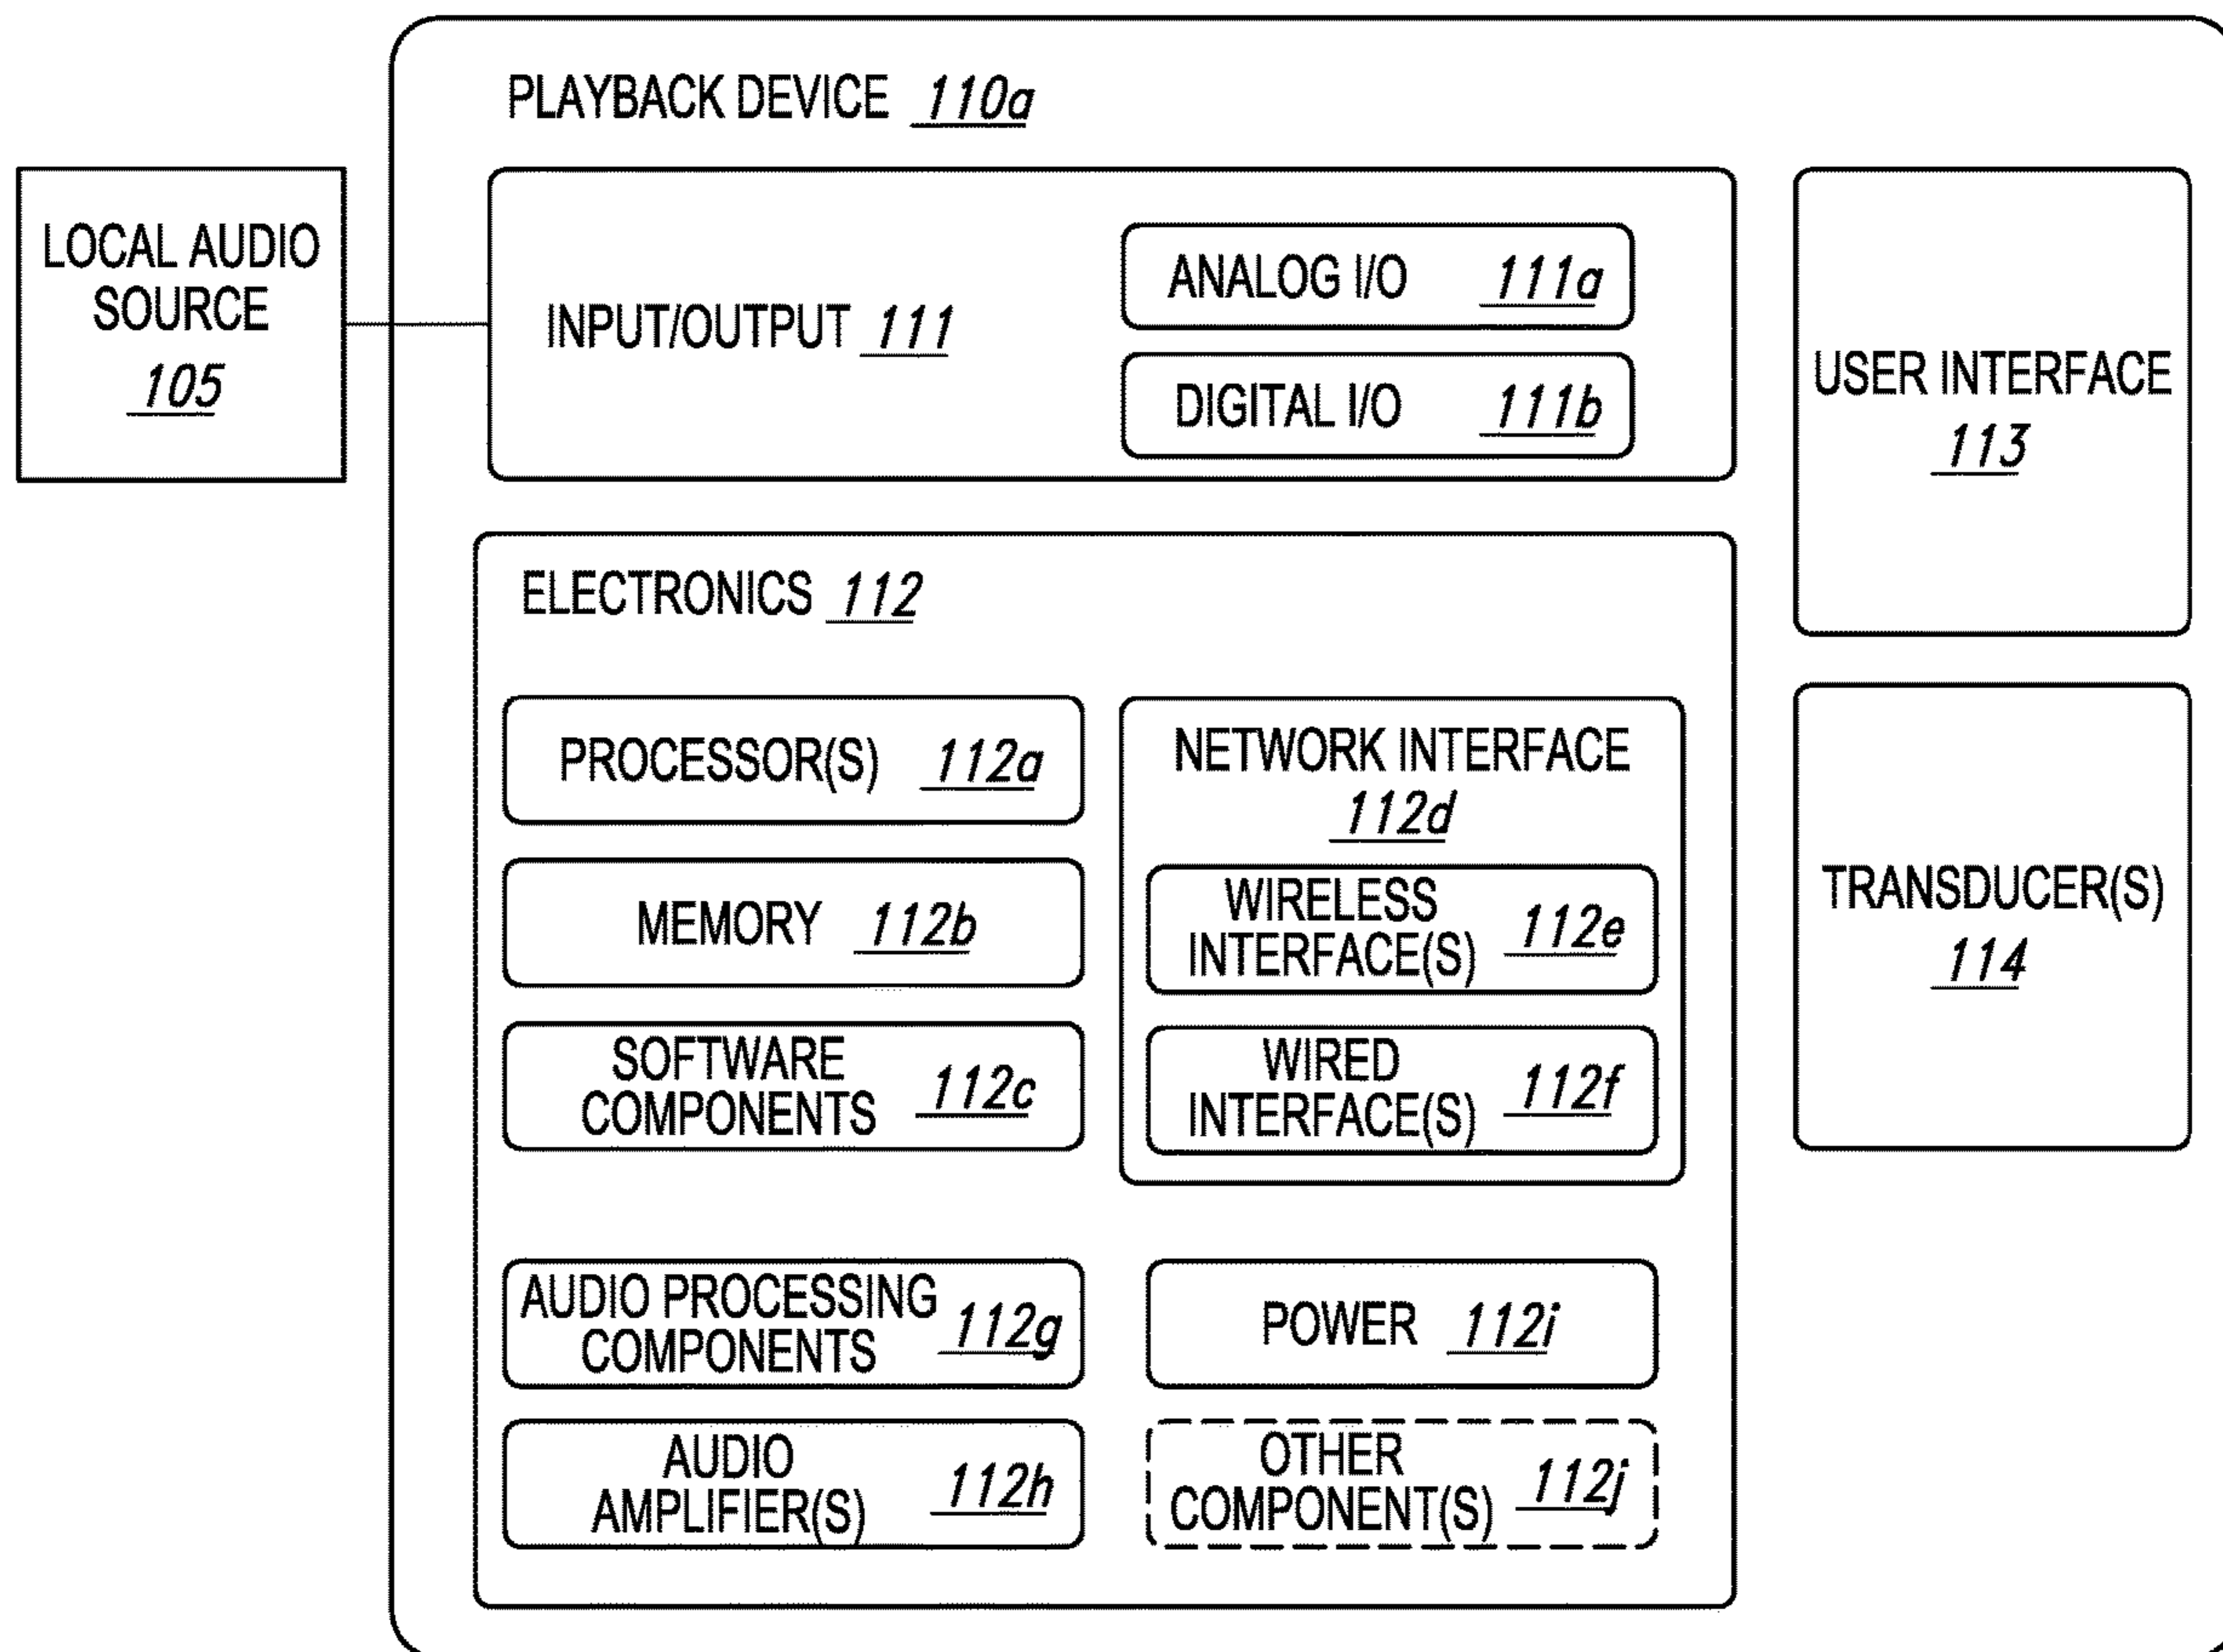 PLAYBACK DEVICE 110a
LOCAL AUDIO
SOURCE
105
INPUT/OUTPUT 111
ANALOG I/O 111a
DIGITAL I/O 111b
USER INTERFACE
113
ELECTRONICS 112
PROCESSOR(S) 112a
MEMORY 112b
SOFTWARE
COMPONENTS 112c
NETWORK INTERFACE
112d
WIRELESS
INTERFACE(S) 112e
WIRED
INTERFACE(S) 112f
TRANSDUCER(S)
114
AUDIO PROCESSING
COMPONENTS 112g
POWER 112i
AUDIO
AMPLIFIER(S) 112h
OTHER
COMPONENT(S) 112j